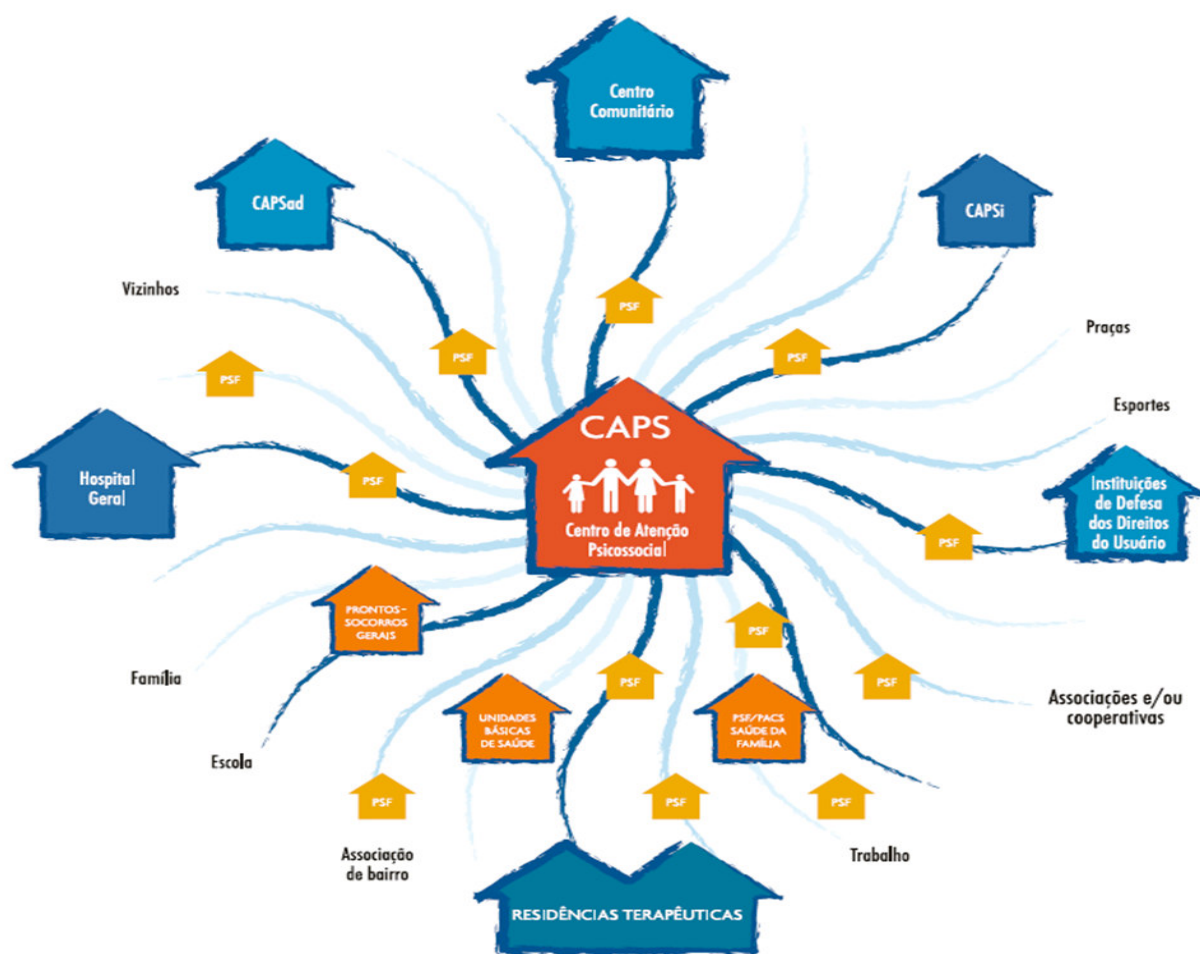 Centro
Comunitário
CAPSad
CAPSi
Vizinhos
PSF
PSF
PSF
Praças
PSF
Esportes
CAPS
Hospital
Geral
PSF
Centro de Atenção
Psicossocial
Instituições
de Defesa
dos Direitos
do Usuário
PSF
PRONTOS-
SOCORROS
GERAIS
PSF
Família
PSF
PSF
Associações e/ou
cooperativas
UNIDADES
BÁSICAS
DE SAÚDE
PSF/PACS
SAÚDE DA
FAMÍLIA
Escola
PSF
PSF
PSF
Associação
de bairro
Trabalho
RESIDÊNCIAS TERAPÊUTICAS